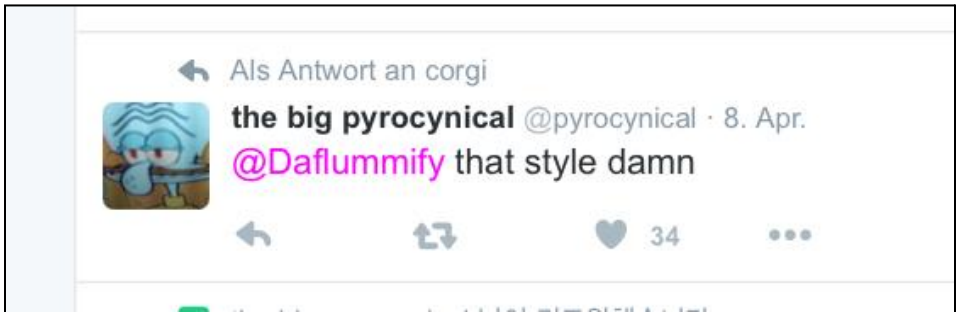 Als Antwort an corgi
the big pyrocynical @pyrocynical · 8. Apr.
@Daflummify that style damn
34